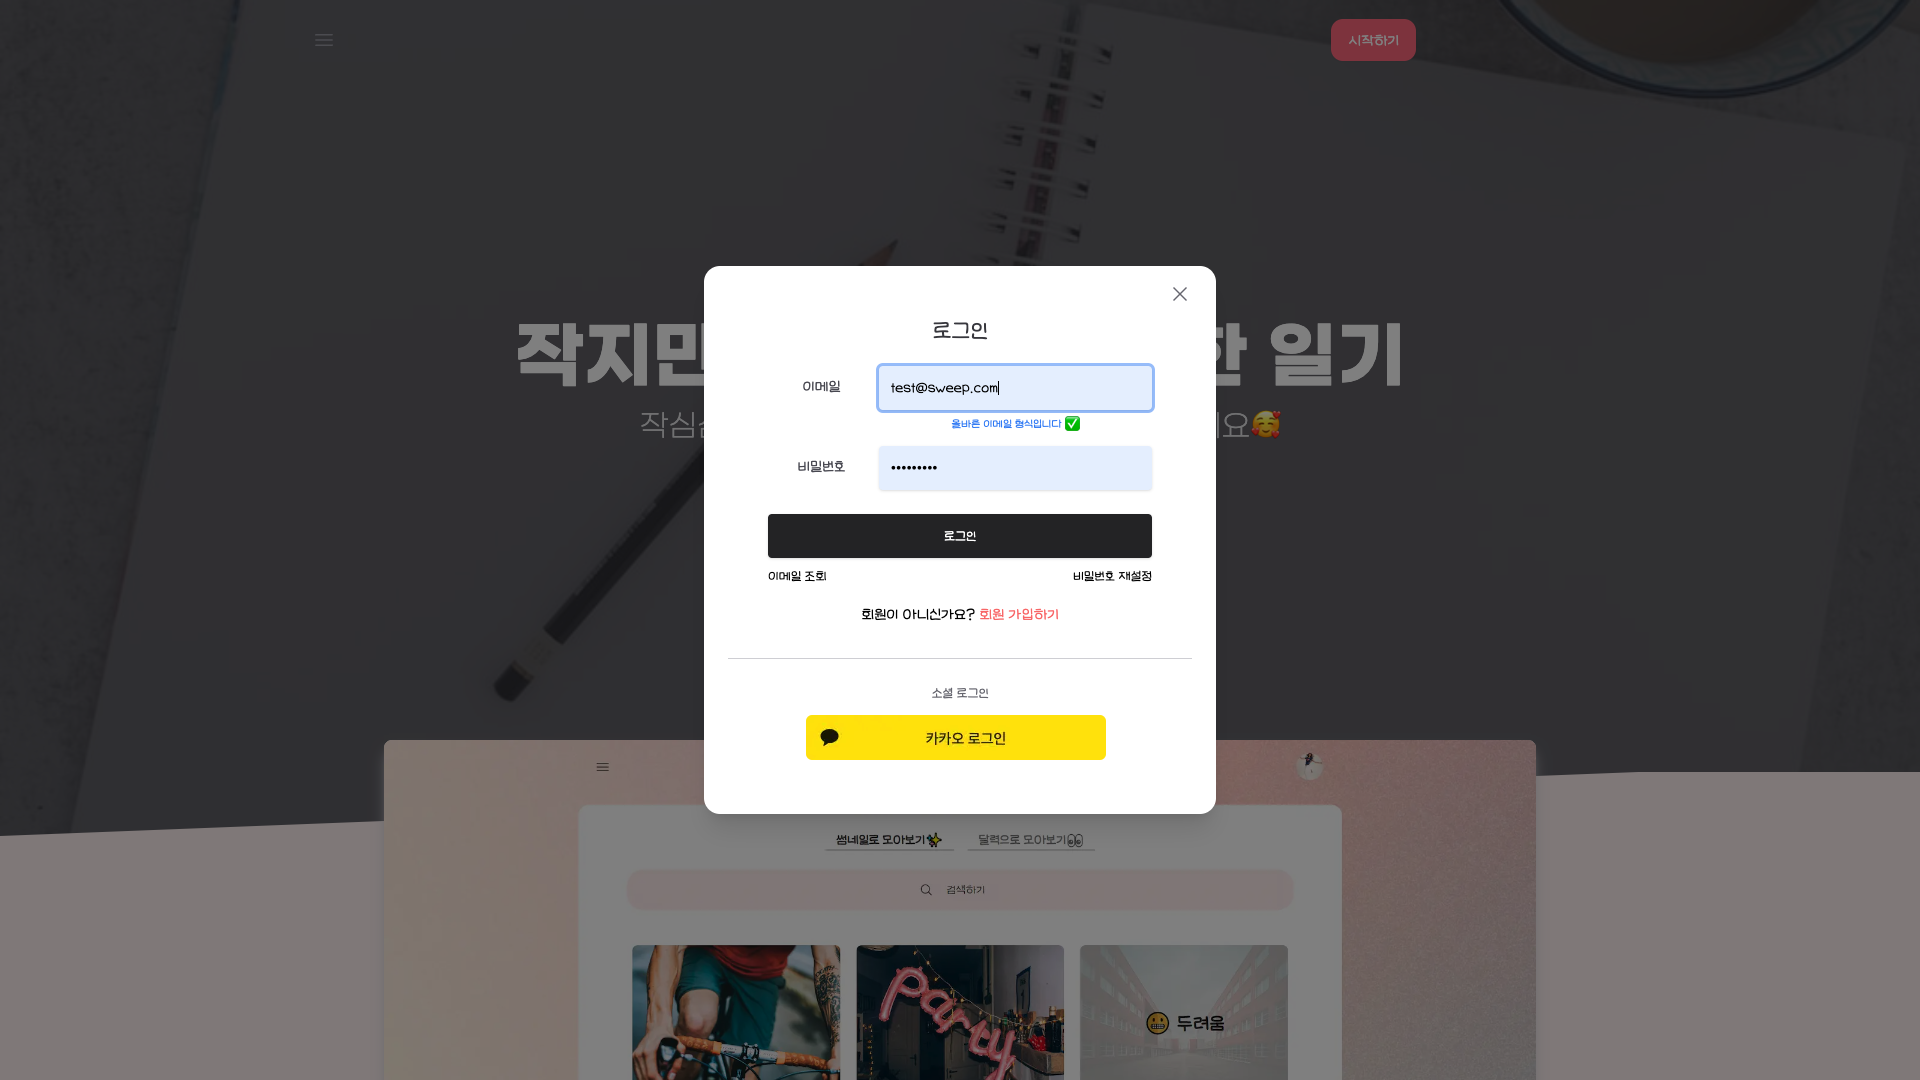 시작하기
작지만
한 일기
작심
요🥰
로그인
이메일
test@sweep.com
올바른 이메일 형식입니다 ✅
비밀번호
•••••••••
로그인
이메일 조회
비밀번호 재설정
회원이 아니신가요? 회원 가입하기
소셜 로그인
카카오 로그인
썸네일로 모아보기✨
달력으로 모아보기👀
검색하기
party
😬 두려움